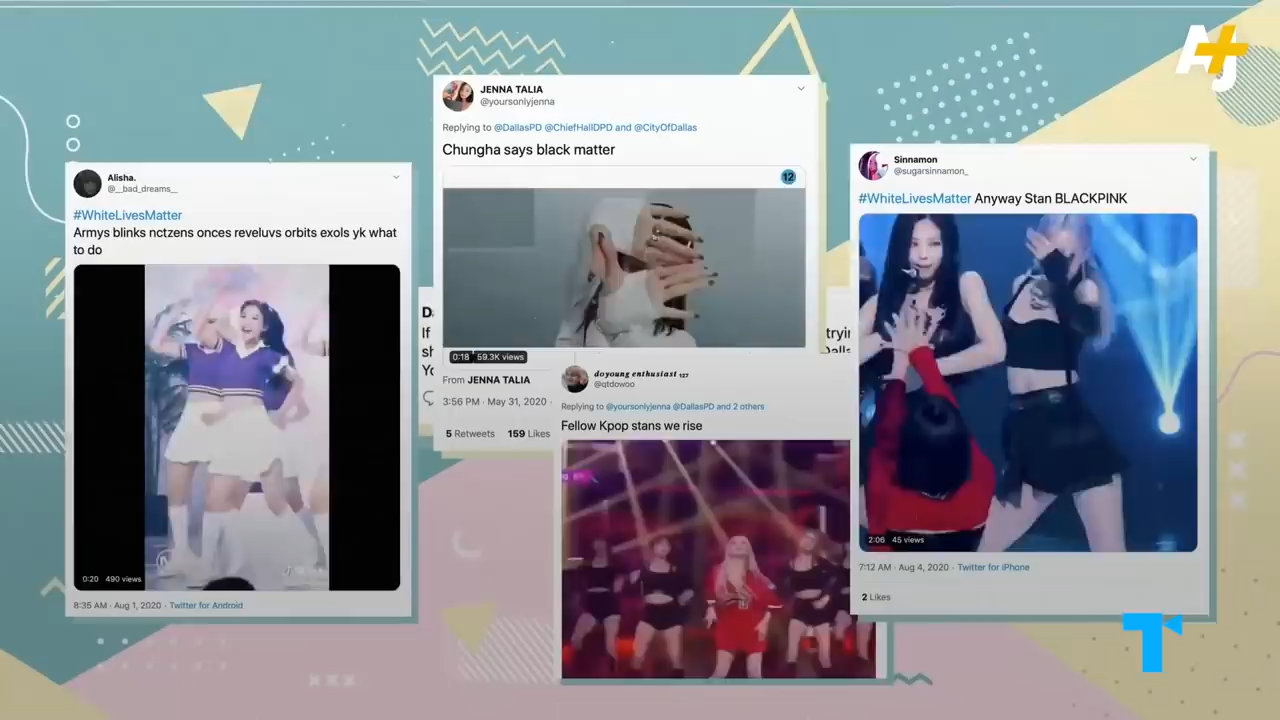 AJ+
Alisha.
@__bad_dreams__
#WhiteLivesMatter
Armys blinks nctzens onces reveluvs orbits exols yk what
to do
0:20 490 views
8:35 AM · Aug 1, 2020 · Twitter for Android
JENNA TALIA
@yoursonlyjenna
Replying to @DallasPD @ChiefHallDPD and @CityOfDallas
Chungha says black matter
12
0:18 59.3K views
From JENNA TALIA
3:56 PM · May 31, 2020 ·
5 Retweets 159 Likes
If
doyoung enthusiast 127
@qtdowoo
Replying to @yoursonlyjenna @DallasPD and 2 others
Fellow Kpop stans we rise
Sinnamon
@sugarsinnamon_
#WhiteLivesMatter Anyway Stan BLACKPINK
2:06 45 views
7:12 AM · Aug 4, 2020 · Twitter for iPhone
2 Likes
T